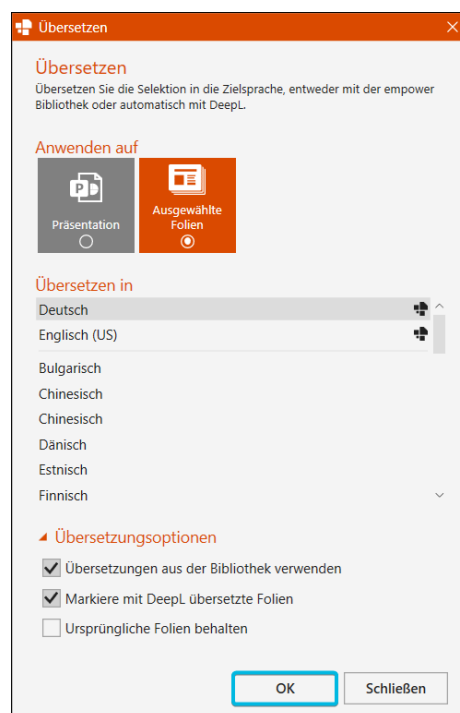 Übersetzen
Übersetzen
Übersetzen Sie die Selektion in die Zielsprache, entweder mit der empower
Bibliothek oder automatisch mit DeepL.
Anwenden auf
P
Präsentation
Ausgewählte
Folien
Übersetzen in
Deutsch
Englisch (US)
Bulgarisch
Chinesisch
Chinesisch
Dänisch
Estnisch
Finnisch
Übersetzungsoptionen
Übersetzungen aus der Bibliothek verwenden
Markiere mit DeepL übersetzte Folien
Ursprüngliche Folien behalten
OK
Schließen